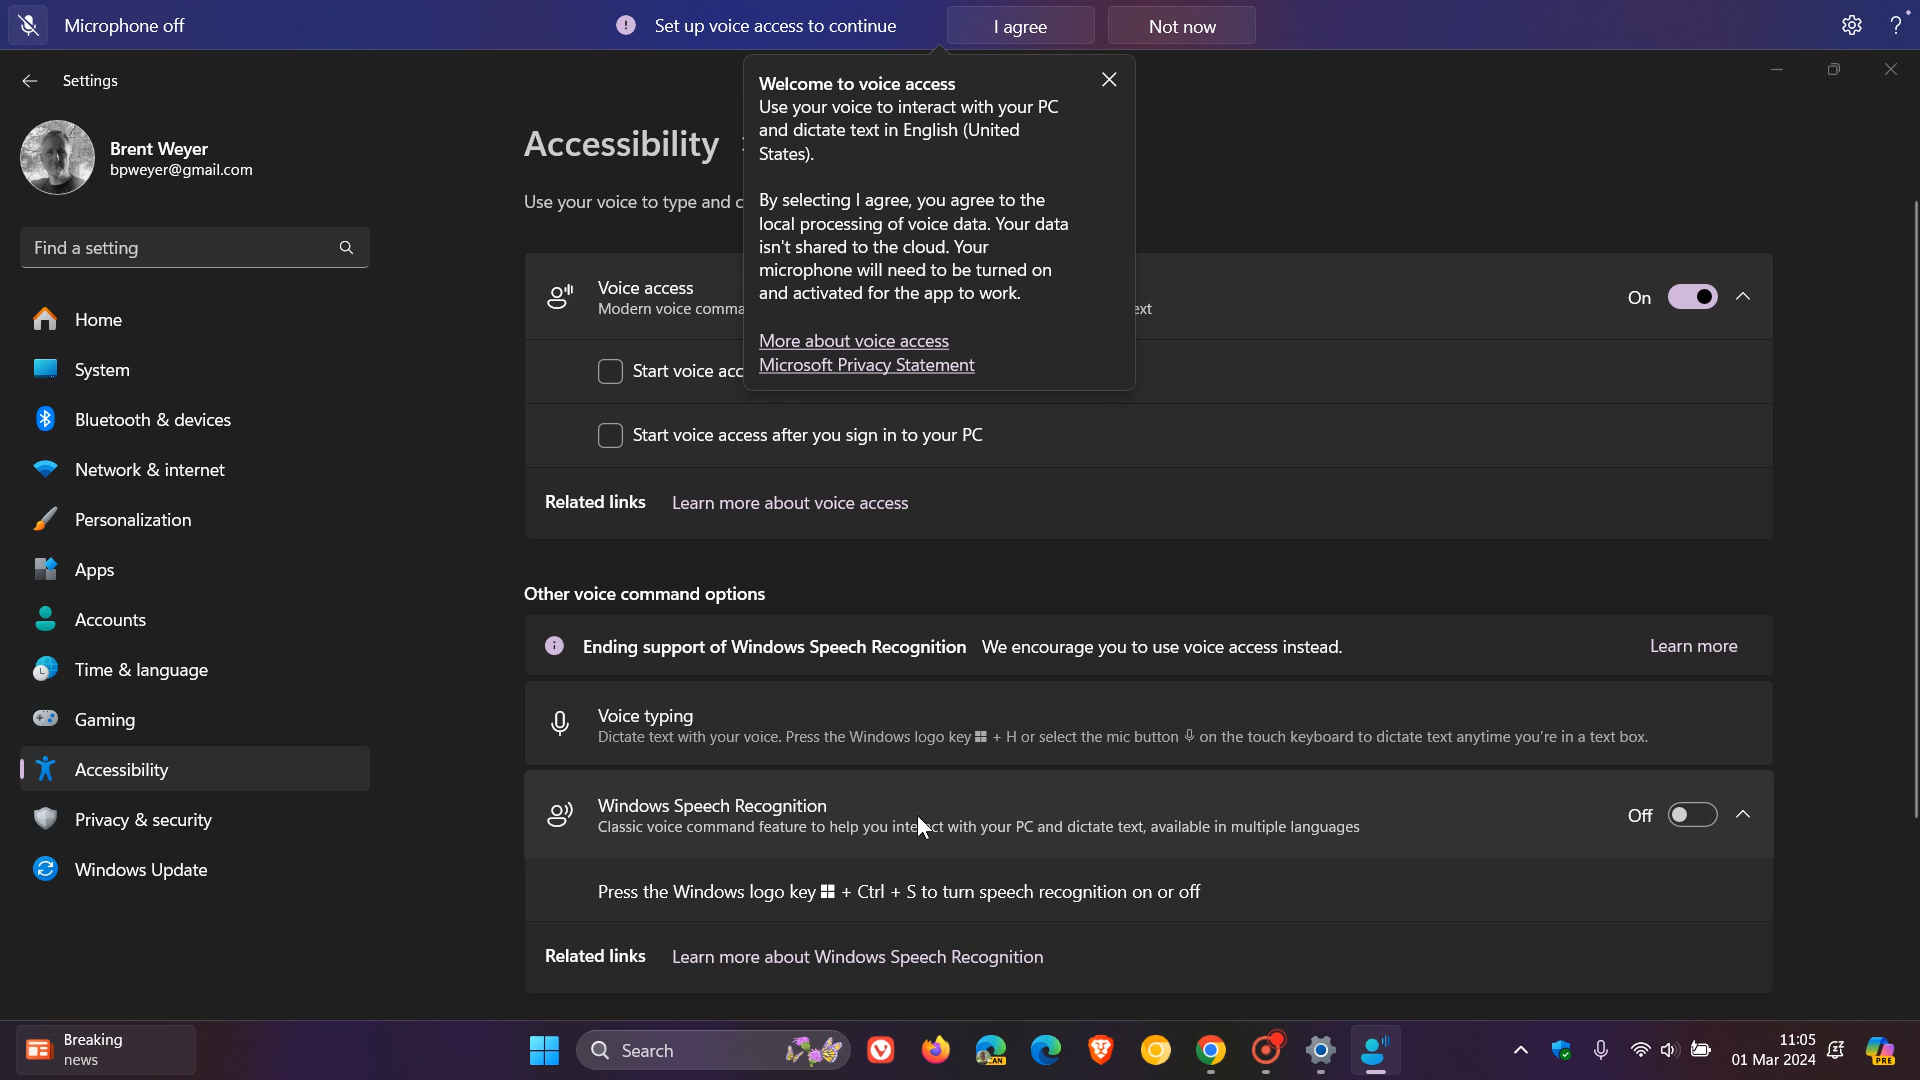 Microphone off
Set up voice access to continue
I agree
Not now
?
Settings
Brent Weyer
bpweyer@gmail.com
Find a setting
Home
System
Bluetooth & devices
Network & internet
Personalization
Apps
Accounts
Time & language
Gaming
Accessibility
Privacy & security
Windows Update
Accessibility
Use your voice to type and
Welcome to voice access
Use your voice to interact with your PC
and dictate text in English (United
States).
By selecting I agree, you agree to the
local processing of voice data. Your data
isn't shared to the cloud. Your
microphone will need to be turned on
and activated for the app to work.
More about voice access
Microsoft Privacy Statement
Voice access
Modern voice
On
Start voice
Start voice access after you sign in to your PC
Related links Learn more about voice access
Other voice command options
Ending support of Windows Speech Recognition We encourage you to use voice access instead.
Learn more
Voice typing
Dictate text with your voice. Press the Windows logo key + H or select the mic button on the touch keyboard to dictate text anytime you're in a text box.
Windows Speech Recognition
Classic voice command feature to help you interact with your PC and dictate text, available in multiple languages
Off
Press the Windows logo key + Ctrl + S to turn speech recognition on or off
Related links Learn more about Windows Speech Recognition
Breaking
news
Search
CAN
11:05
01 Mar 2024
PRE